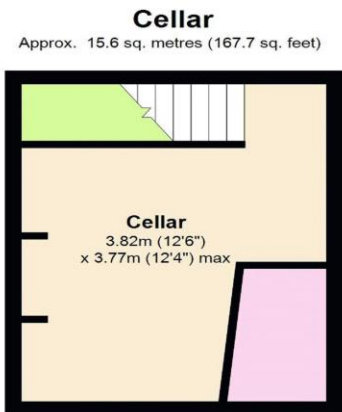 Cellar
Approx. 15.6 sq. metres (167.7 sq. feet)
Cellar
3.82m (12'6")
x 3.77m (12'4") max